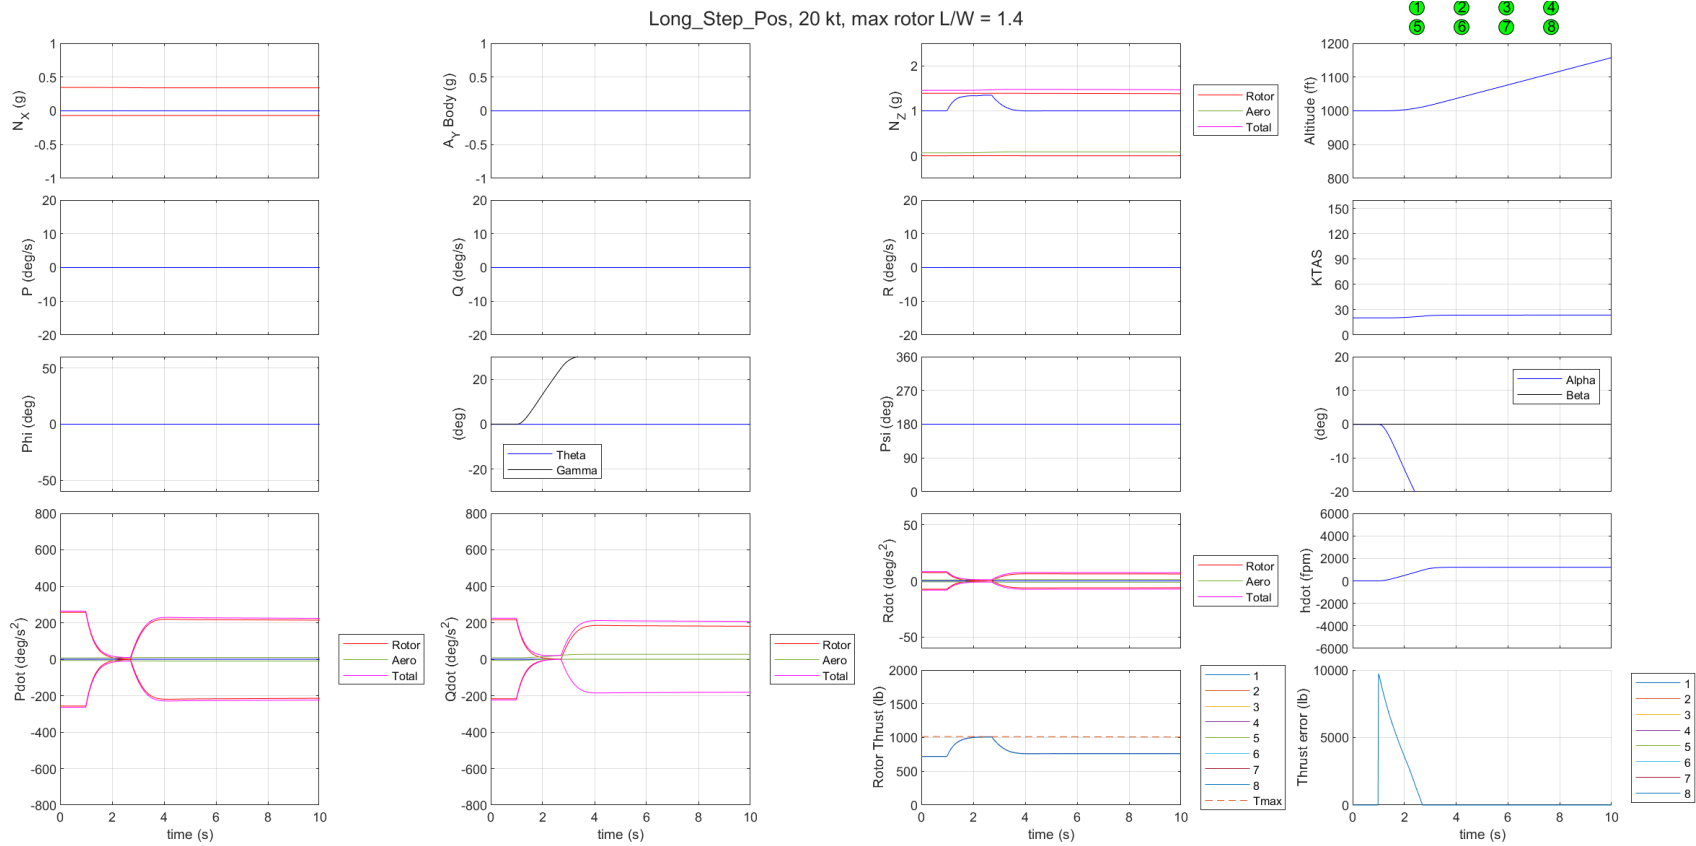 Long_Step_Pos, 20 kt, max rotor L/W = 1.4
1 2 3 4
5 6 7 8
N_X (g)
1
0.5
0
-0.5
-1
A_Y Body (g)
1
0.5
0
-0.5
-1
N_Z (g)
2
1
0
Rotor
Aero
Total
Altitude (ft)
1200
1100
1000
900
800
P (deg/s)
20
10
0
-10
-20
Q (deg/s)
20
10
0
-10
-20
R (deg/s)
20
10
0
-10
-20
KTAS
150
120
90
60
30
0
Phi (deg)
50
0
-50
(deg)
20
0
-20
Theta
Gamma
Psi (deg)
360
270
180
90
0
(deg)
20
10
0
-10
-20
Alpha
Beta
Pdot (deg/s²)
800
600
400
200
0
-200
-400
-600
-800
0 2 4 6 8 10
time (s)
Rotor
Aero
Total
Qdot (deg/s²)
800
600
400
200
0
-200
-400
-600
-800
0 2 4 6 8 10
time (s)
Rotor
Aero
Total
Rdot (deg/s²)
50
0
-50
Rotor
Aero
Total
hdot (fpm)
6000
4000
2000
0
-2000
-4000
-6000
Rotor Thrust (lb)
2000
1500
1000
500
0
0 2 4 6 8 10
time (s)
1
2
3
4
5
6
7
8
Tmax
Thrust error (lb)
10000
5000
0
0 2 4 6 8 10
time (s)
1
2
3
4
5
6
7
8